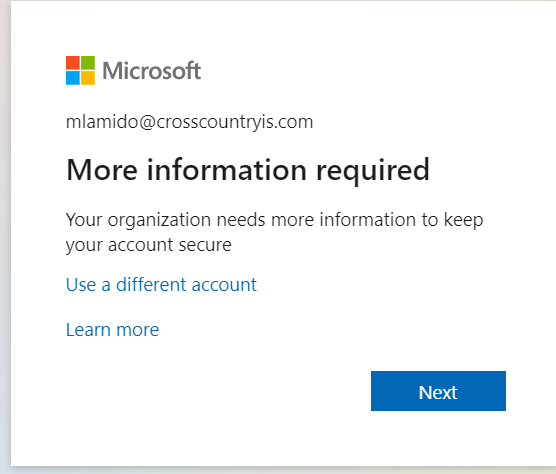 Microsoft
mlamido@crosscountryis.com
More information required
Your organization needs more information to keep
your account secure
Use a different account
Learn more
Next